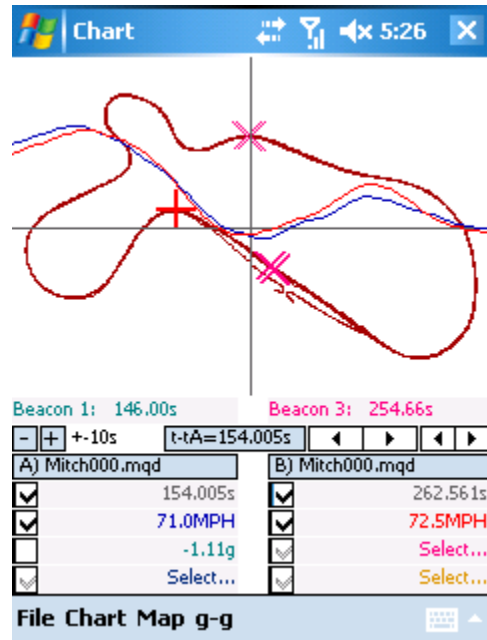 Chart 5:26
Beacon 1: 146.00s Beacon 3: 254.66s
- + +-10s t-tA=154.005s
A) Mitch000.mqd B) Mitch000.mqd
154.005s 262.561s
71.0MPH 72.5MPH
-1.11g Select...
Select... Select...
File Chart Map g-g